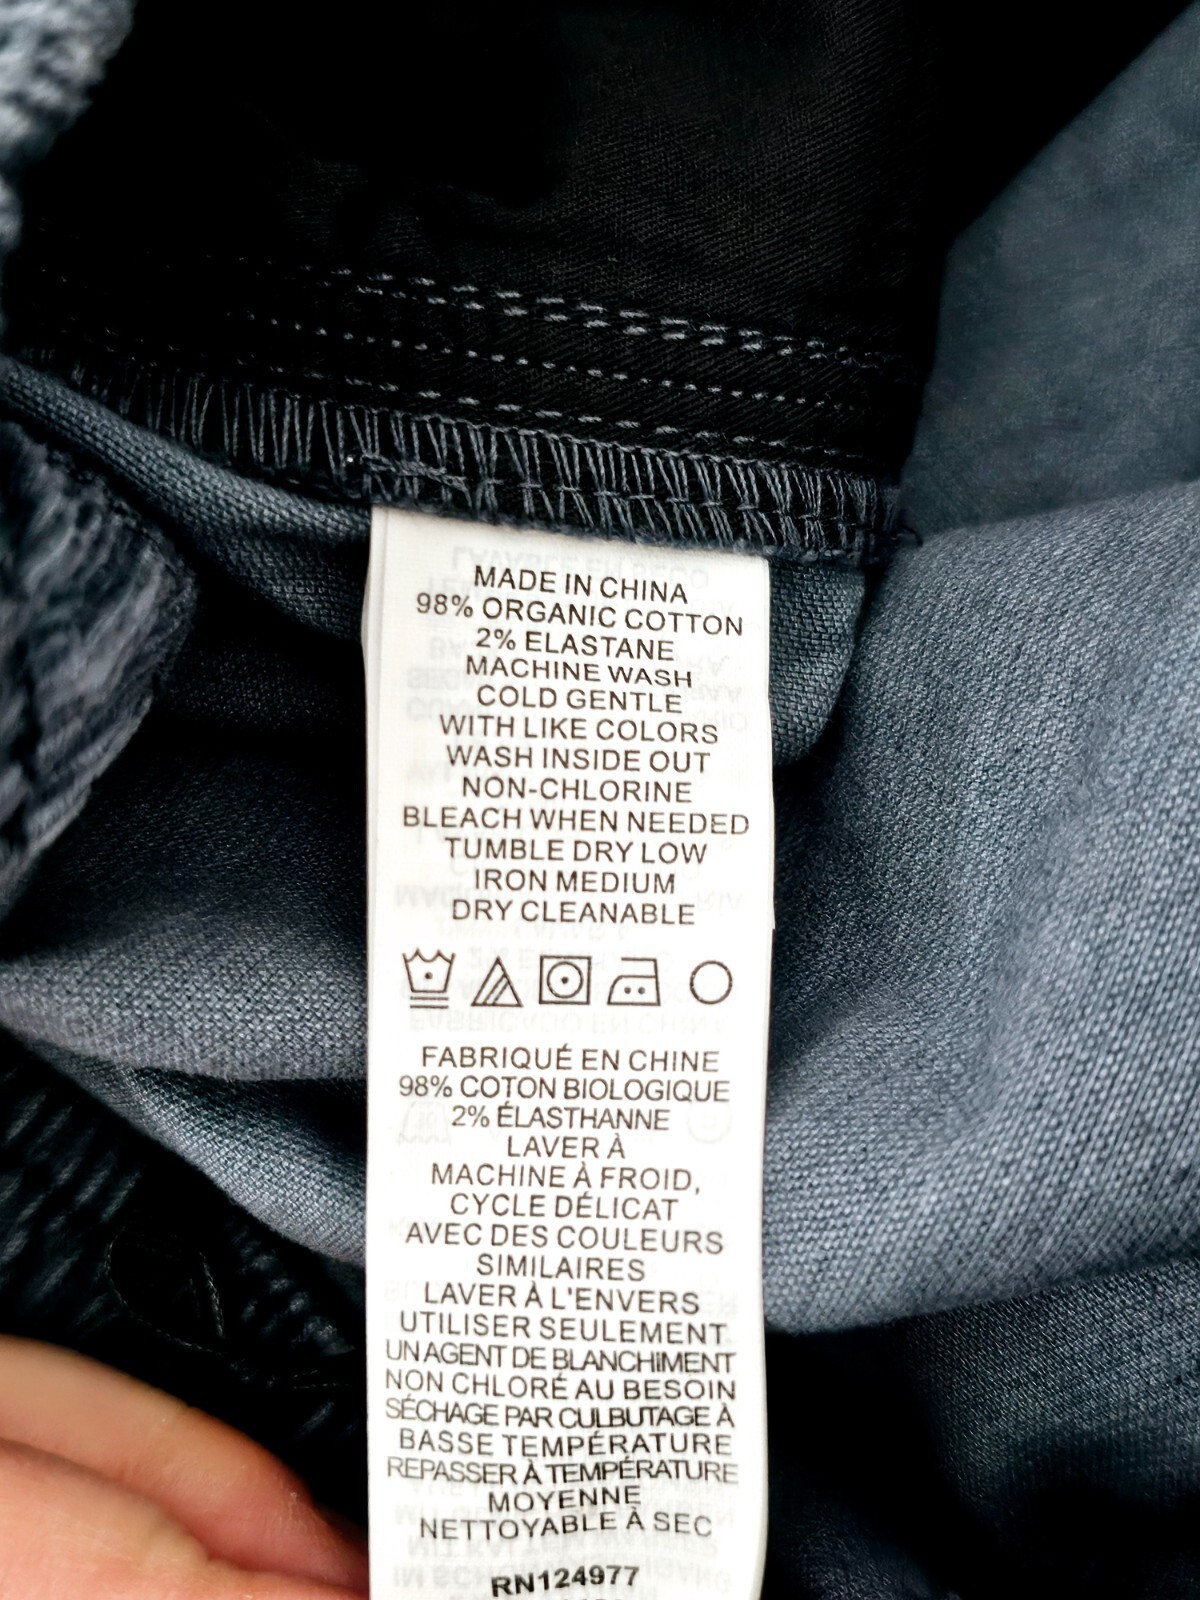 MADE IN CHINA
98% ORGANIC COTTON
2% ELASTANE
MACHINE WASH
COLD GENTLE
WITH LIKE COLORS
WASH INSIDE OUT
NON-CHLORINE
BLEACH WHEN NEEDED
TUMBLE DRY LOW
IRON MEDIUM
DRY CLEANABLE
FABRIQUÉ EN CHINE
98% COTON BIOLOGIQUE
2% ÉLASTHANNE
LAVER À
MACHINE À FROID,
CYCLE DÉLICAT
AVEC DES COULEURS
SIMILAIRES
LAVER À L'ENVERS
UTILISER SEULEMENT
UN AGENT DE BLANCHIMENT
NON CHLORÉ AU BESOIN
SÉCHAGE PAR CULBUTAGE À
BASSE TEMPÉRATURE
REPASSER À TEMPÉRATURE
MOYENNE
NETTOYABLE À SEC
RN124977